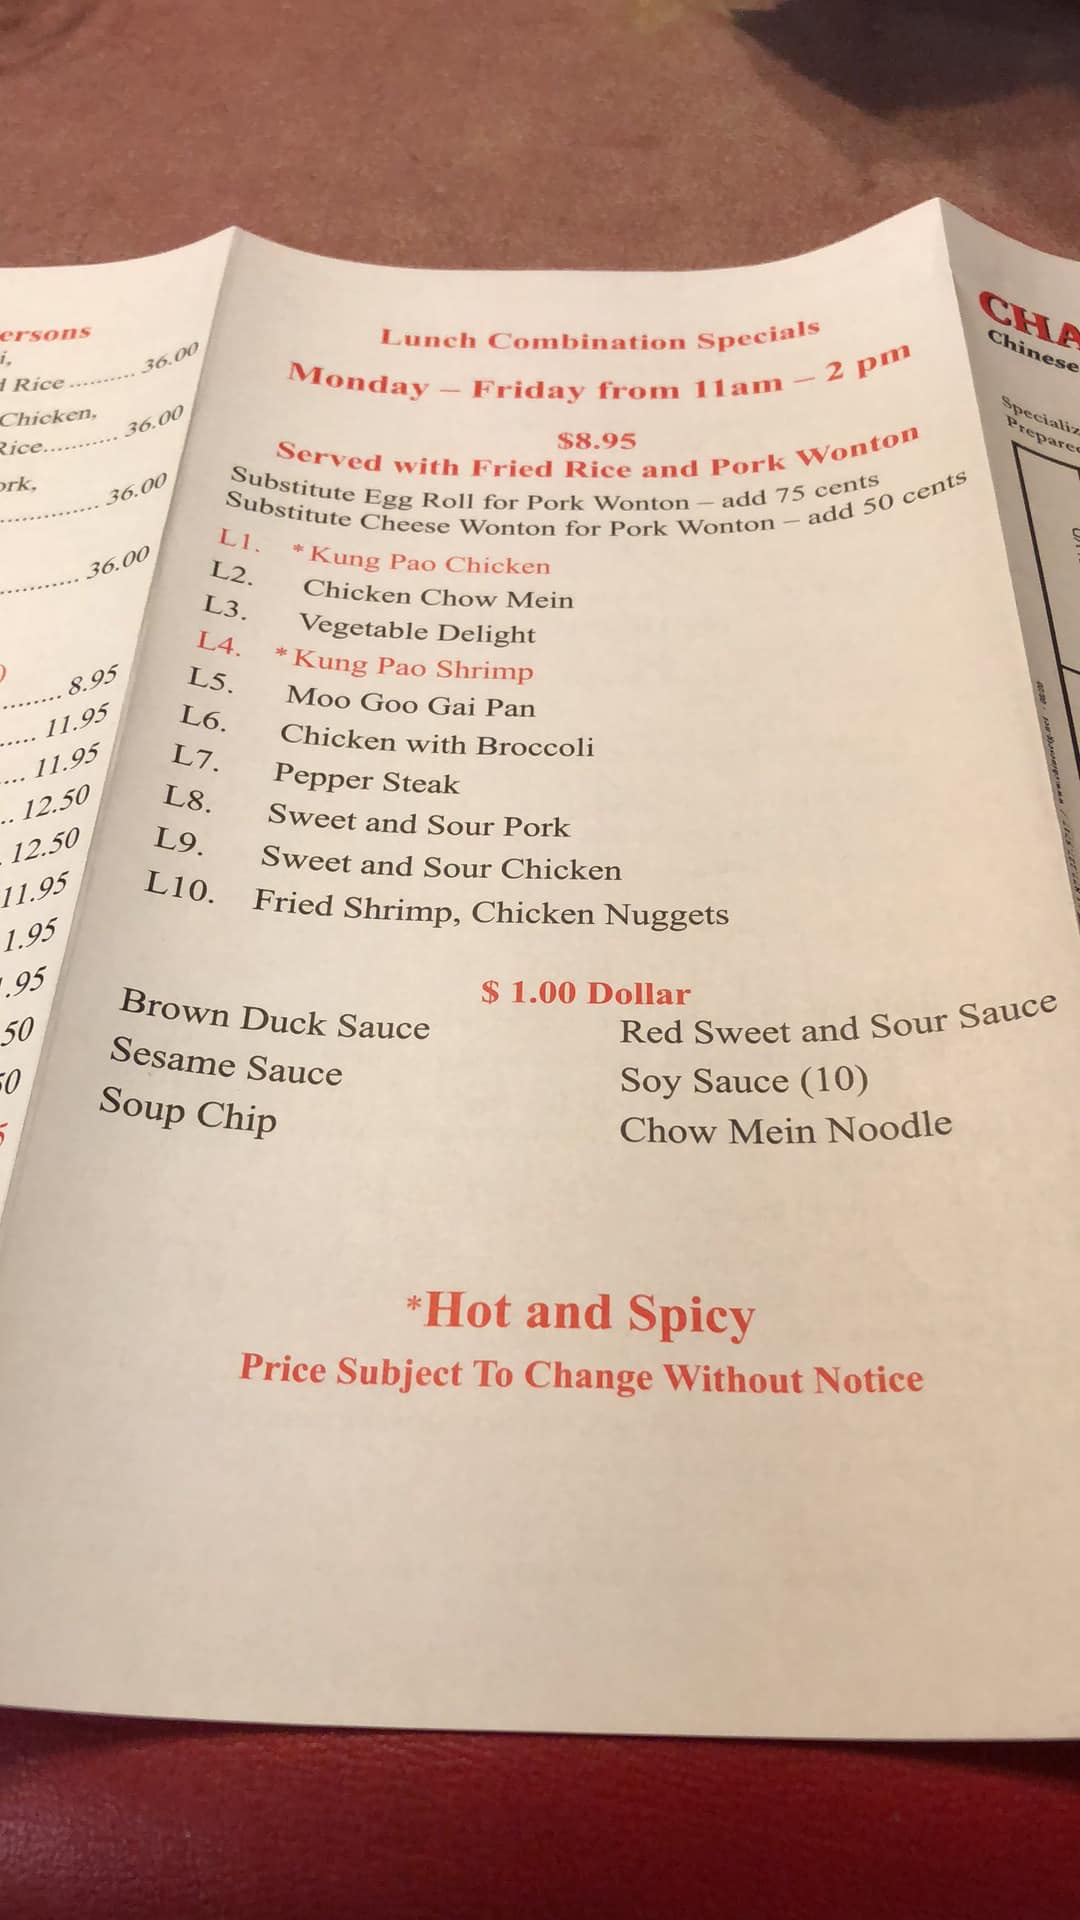 ersons
i,
d Rice .......... 36.00
Chicken,
Rice........... 36.00
ork,
.............. 36.00
........... 36.00
)
........ 8.95
..... 11.95
.... 11.95
.. 12.50
. 12.50
11.95
1.95
.95
50
50
5
Lunch Combination Specials
Monday – Friday from 11am – 2 pm
$8.95
Served with Fried Rice and Pork Wonton
Substitute Egg Roll for Pork Wonton – add 75 cents
Substitute Cheese Wonton for Pork Wonton – add 50 cents
L1. *Kung Pao Chicken
L2. Chicken Chow Mein
L3. Vegetable Delight
L4. *Kung Pao Shrimp
L5. Moo Goo Gai Pan
L6. Chicken with Broccoli
L7. Pepper Steak
L8. Sweet and Sour Pork
L9. Sweet and Sour Chicken
L10. Fried Shrimp, Chicken Nuggets
$ 1.00 Dollar
Brown Duck Sauce Red Sweet and Sour Sauce
Sesame Sauce Soy Sauce (10)
Soup Chip Chow Mein Noodle
*Hot and Spicy
Price Subject To Change Without Notice
CHA
Chinese
Specializ
Prepared